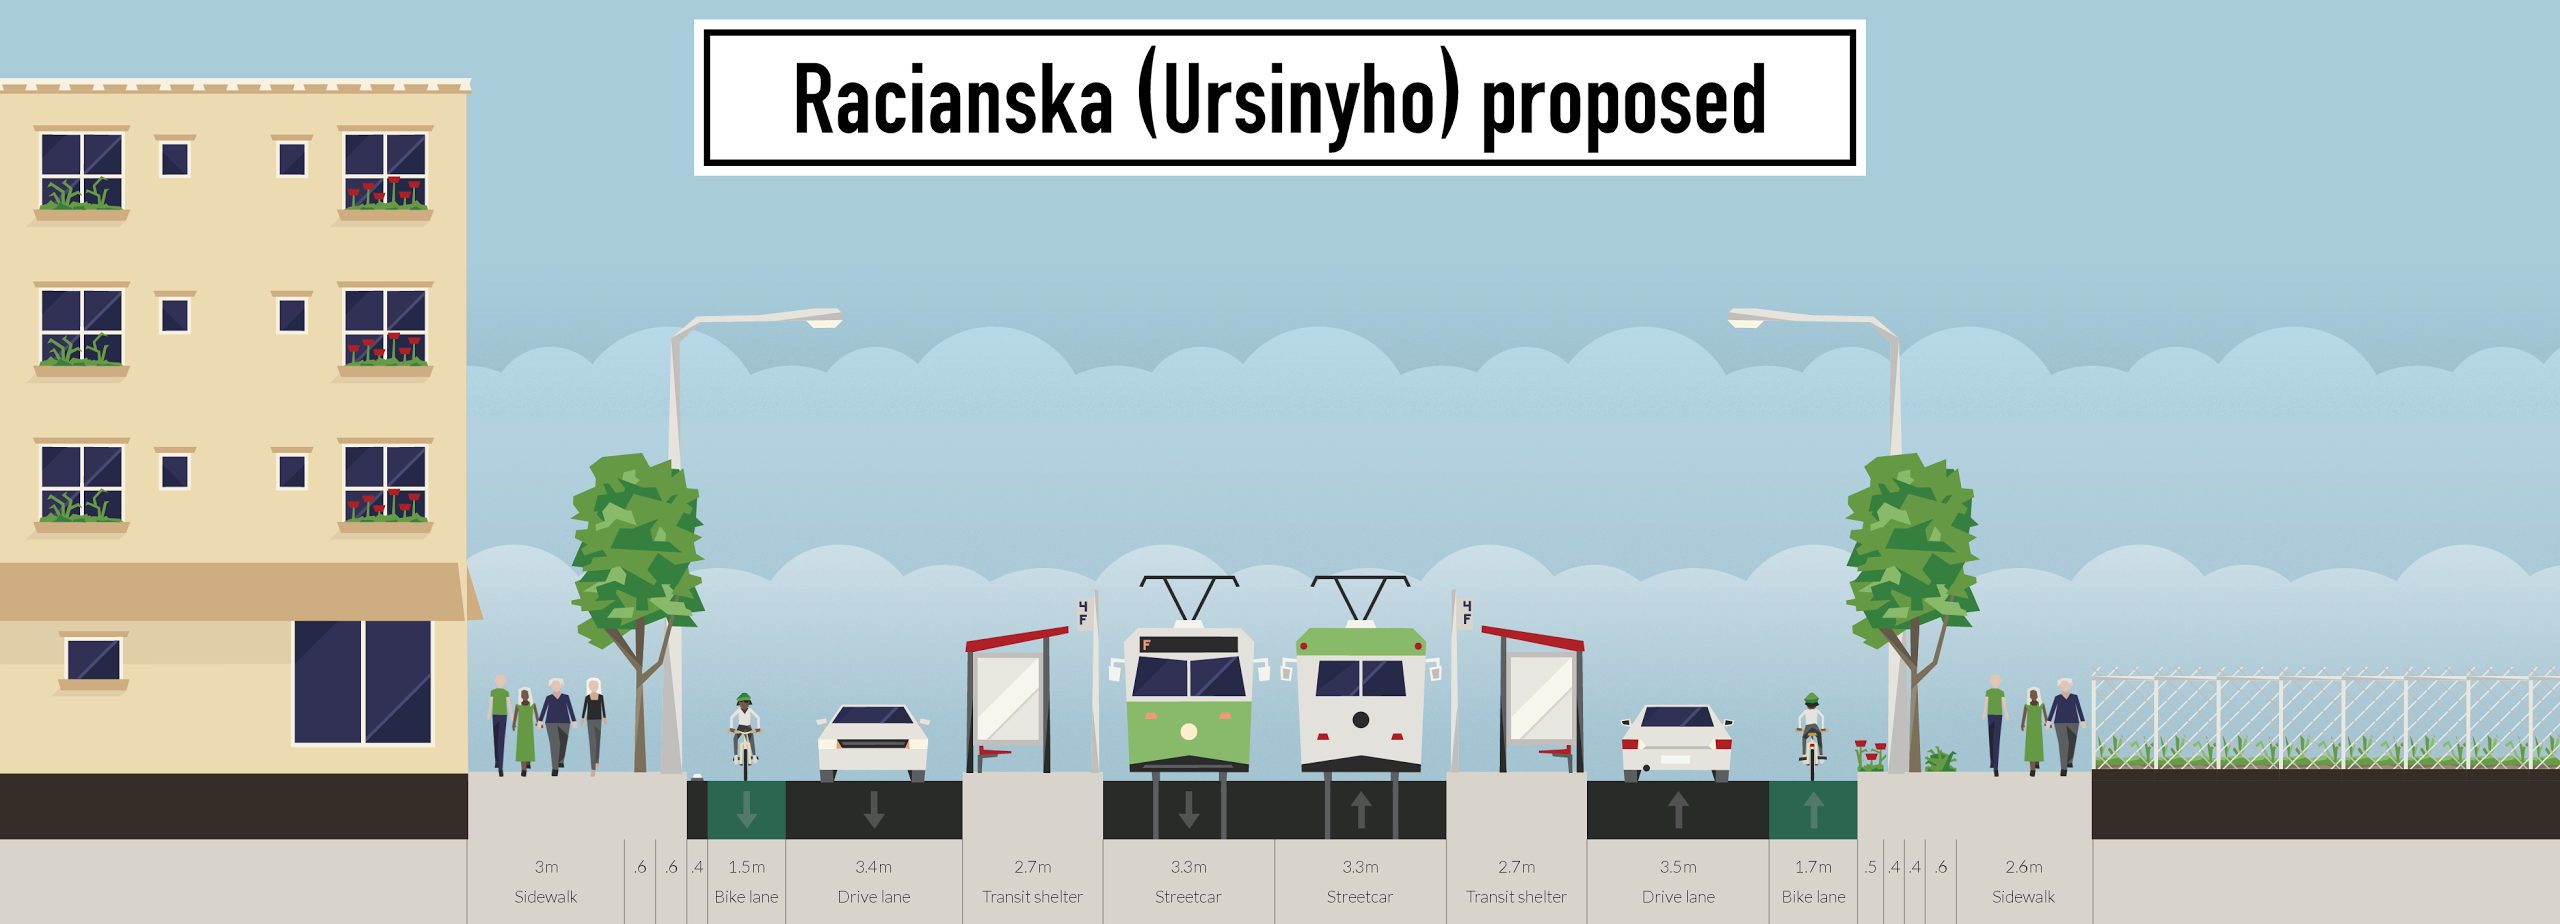 Racianska (Ursinyho) proposed
4
F
4
F
F
3m
Sidewalk
.6
.6
.4
1.5m
Bike lane
3.4m
Drive lane
2.7m
Transit shelter
3.3m
Streetcar
3.3m
Streetcar
2.7m
Transit shelter
3.5m
Drive lane
1.7m
Bike lane
.5
.4
.4
.6
2.6m
Sidewalk